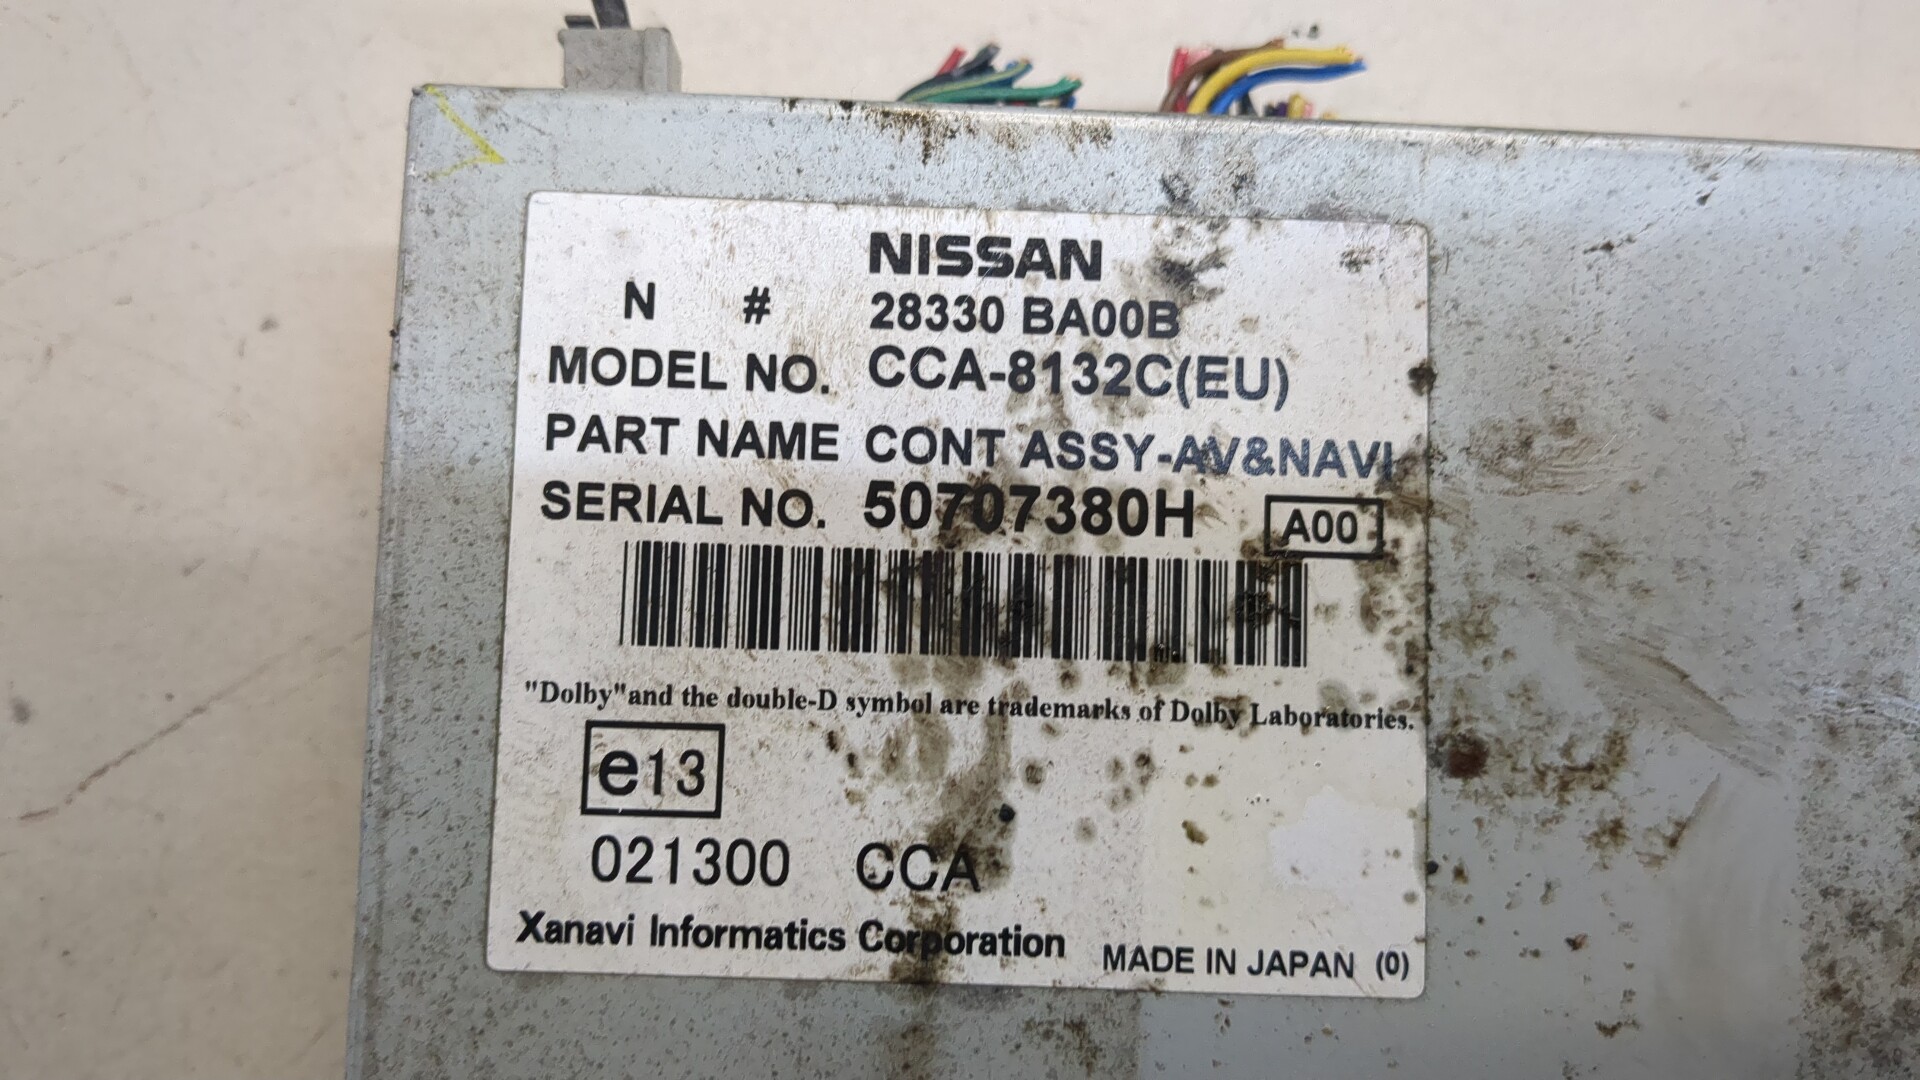 NISSAN
N # 28330 BA00B
MODEL NO. CCA-8132C(EU)
PART NAME CONT ASSY-AV&NAVI
SERIAL NO. 50707380H A00
"Dolby"and the double-D symbol are trademarks of Dolby Laboratories.
e13
021300 CCA
Xanavi Informatics Corporation MADE IN JAPAN (0)